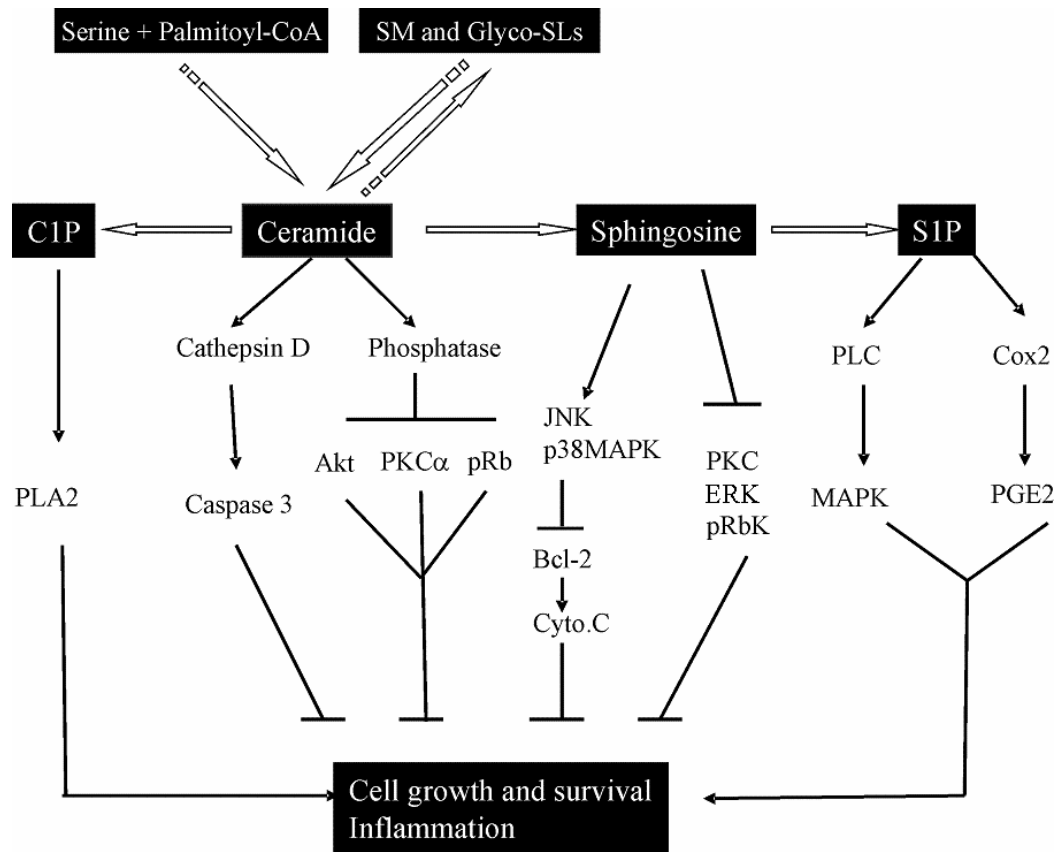 Serine + Palmitoyl-CoA
SM and Glyco-SLs
C1P
Ceramide
Sphingosine
S1P
Cathepsin D
Phosphatase
PLC
Cox2
JNK
p38MAPK
Akt
PKCα
pRb
PKC
ERK
pRbK
PLA2
Caspase 3
MAPK
PGE2
Bcl-2
Cyto.C
Cell growth and survival
Inflammation